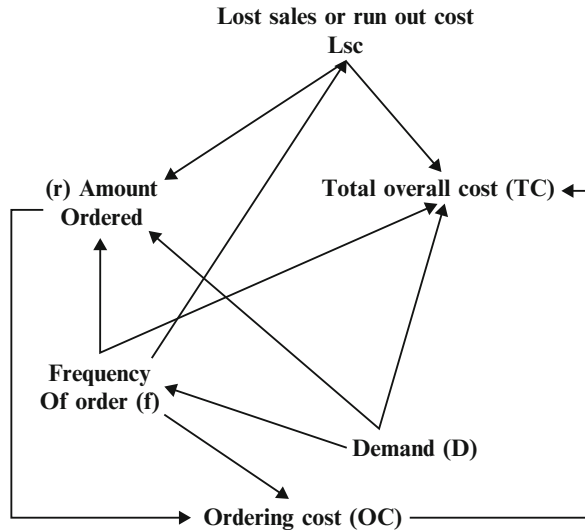 Lost sales or run out cost
Lsc
(r) Amount
Ordered
Total overall cost (TC)
Frequency
Of order (f)
Demand (D)
Ordering cost (OC)